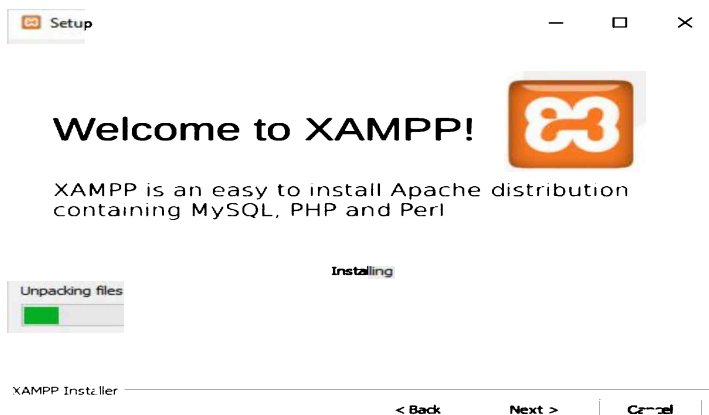 Setup
Welcome to XAMPP!
XAMPP is an easy to install Apache distribution
containing MySQL, PHP and Perl
Installing
Unpacking files
XAMPP Installer
< Back Next > Cancel